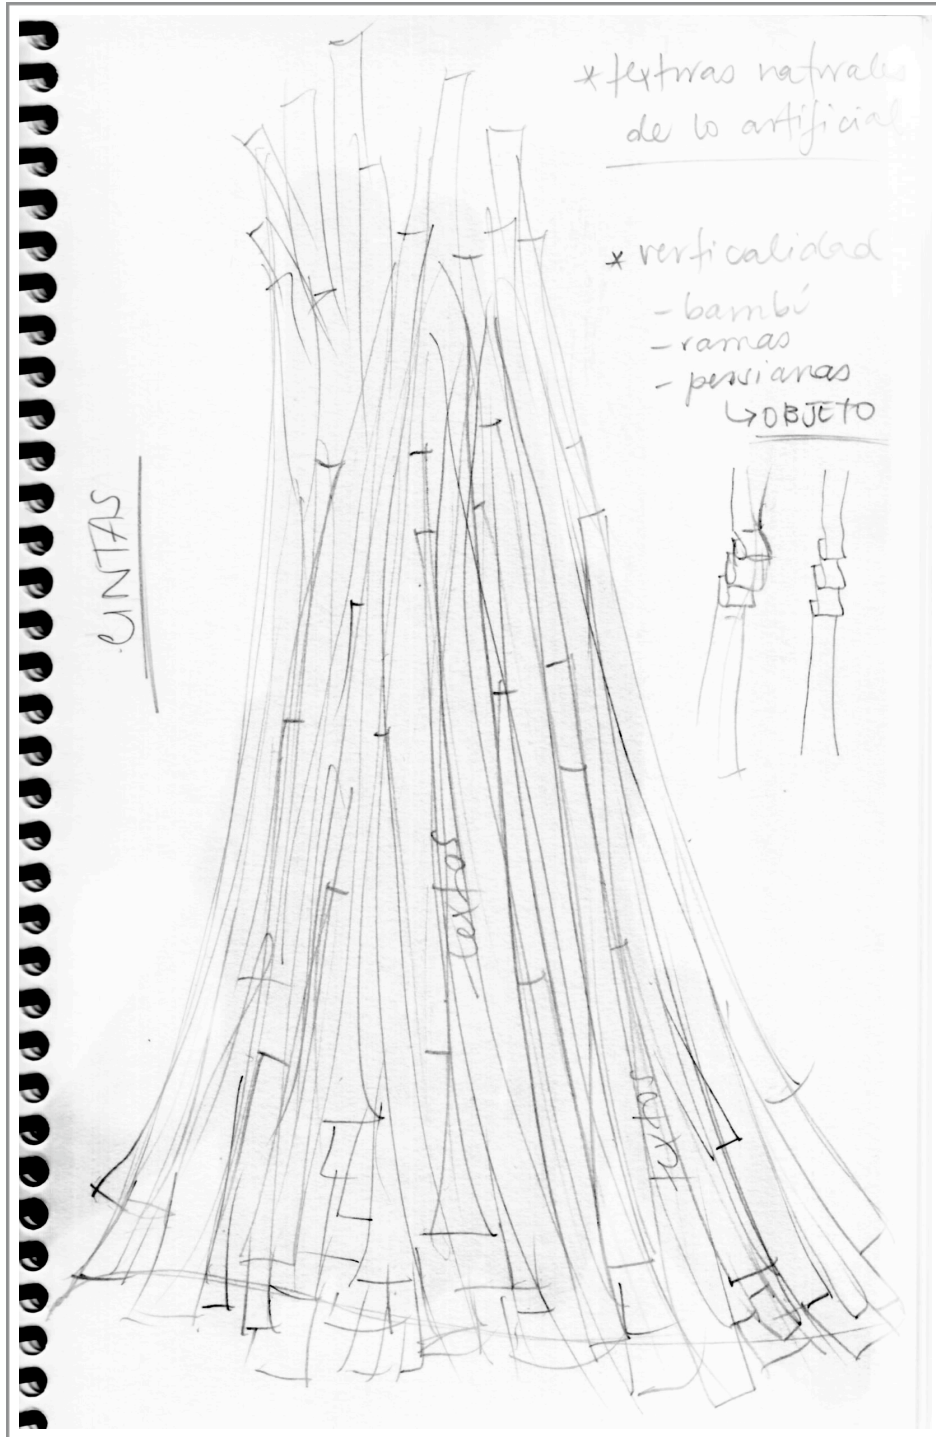 * texturas naturales
de lo artificial
* verticalidad
- bambú
- ramas
- persianas
↳ OBJETO
CINTAS
textos
textos